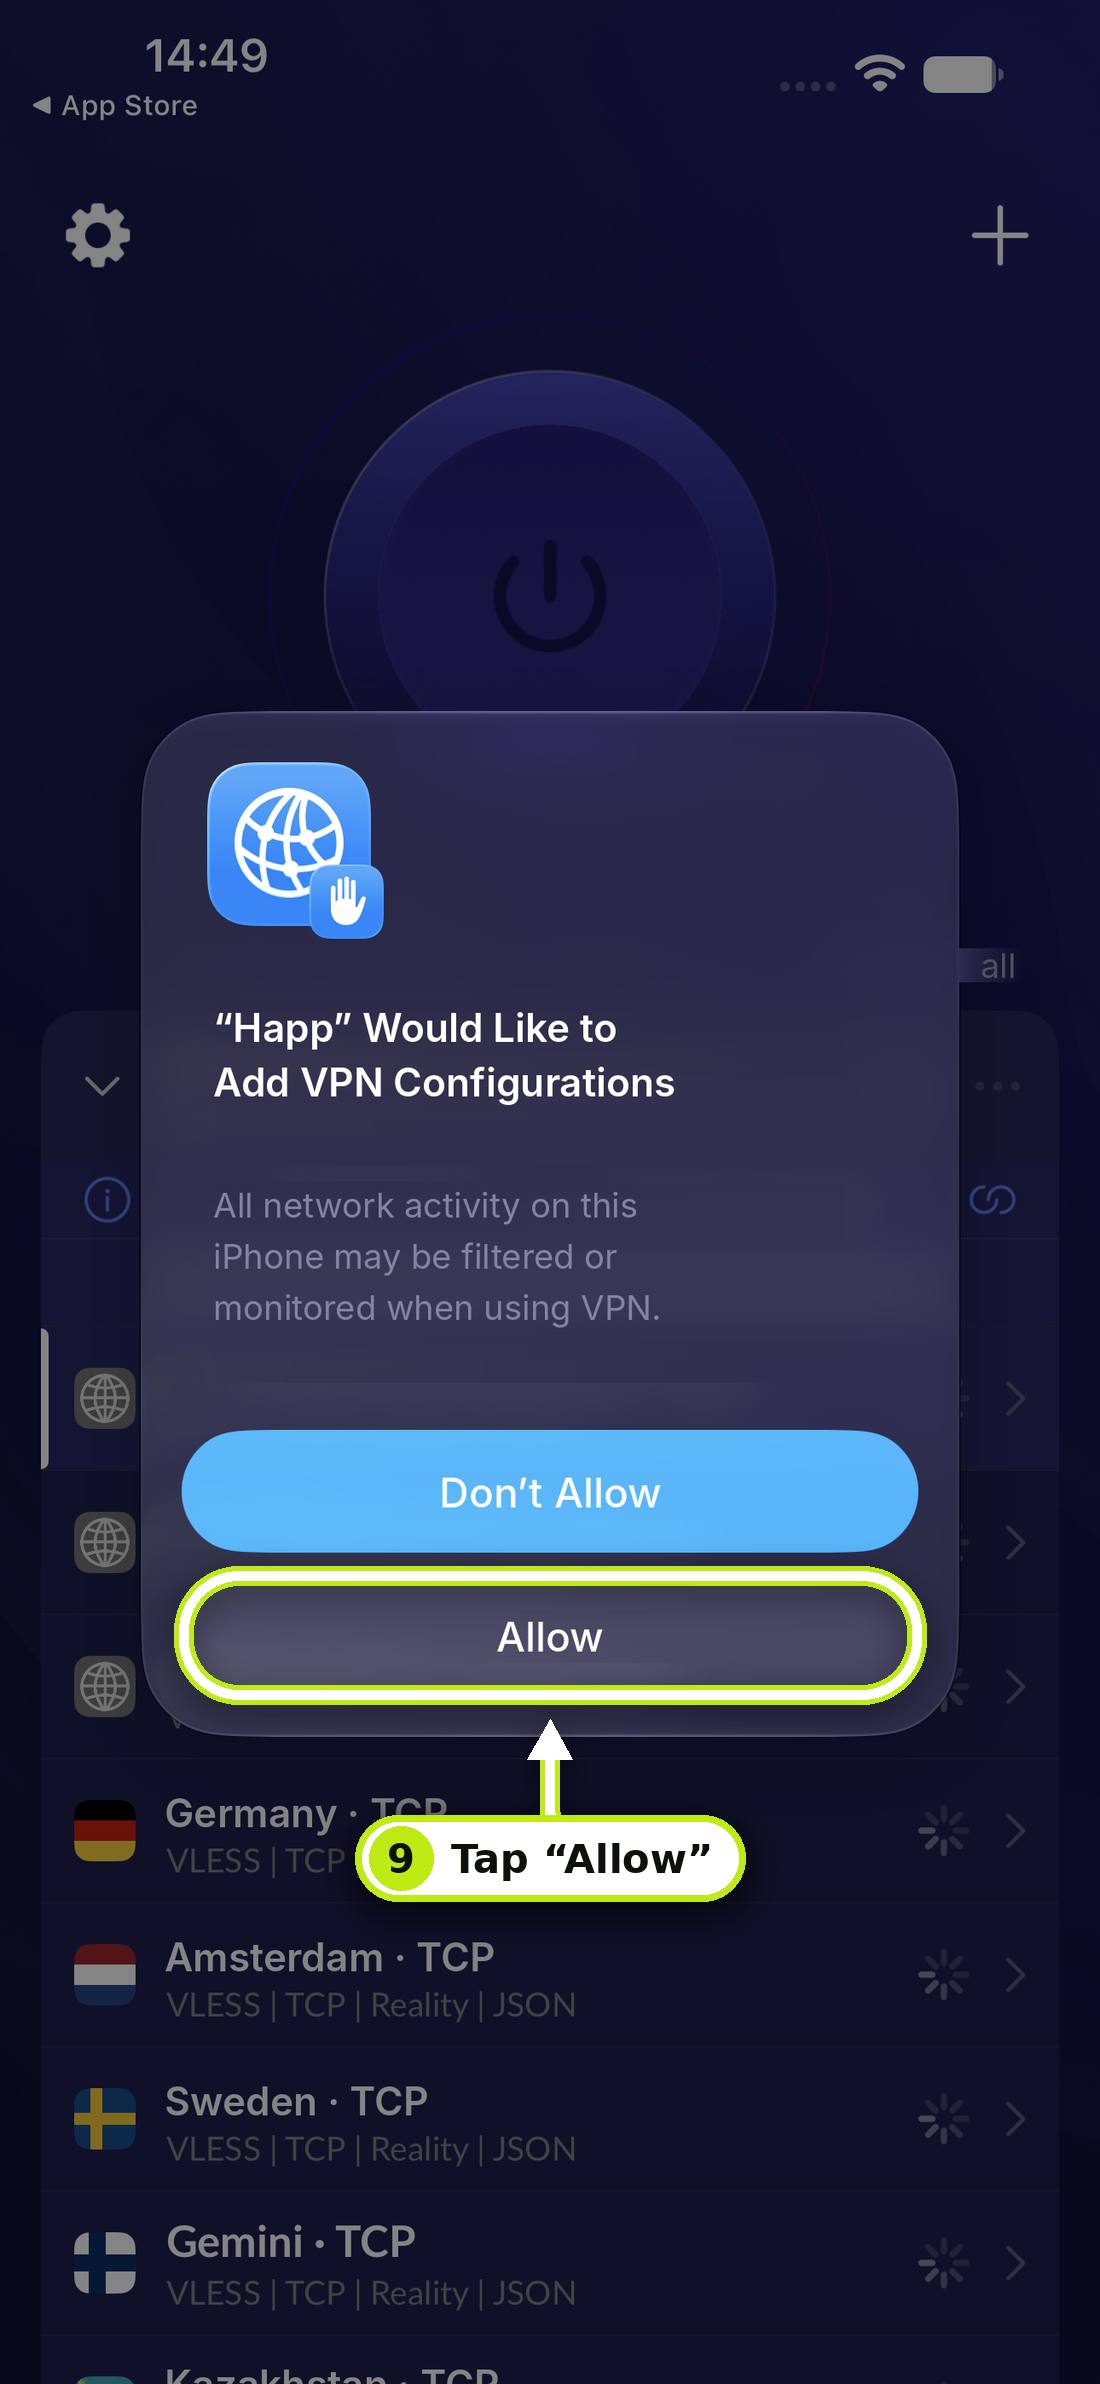 14:49
App Store
all
“Happ” Would Like to
Add VPN Configurations
All network activity on this
iPhone may be filtered or
monitored when using VPN.
Don’t Allow
Allow
Germany · TCP
VLESS | TCP
9 Tap “Allow”
Amsterdam · TCP
VLESS | TCP | Reality | JSON
Sweden · TCP
VLESS | TCP | Reality | JSON
Gemini · TCP
VLESS | TCP | Reality | JSON
Kazakhstan · TCP